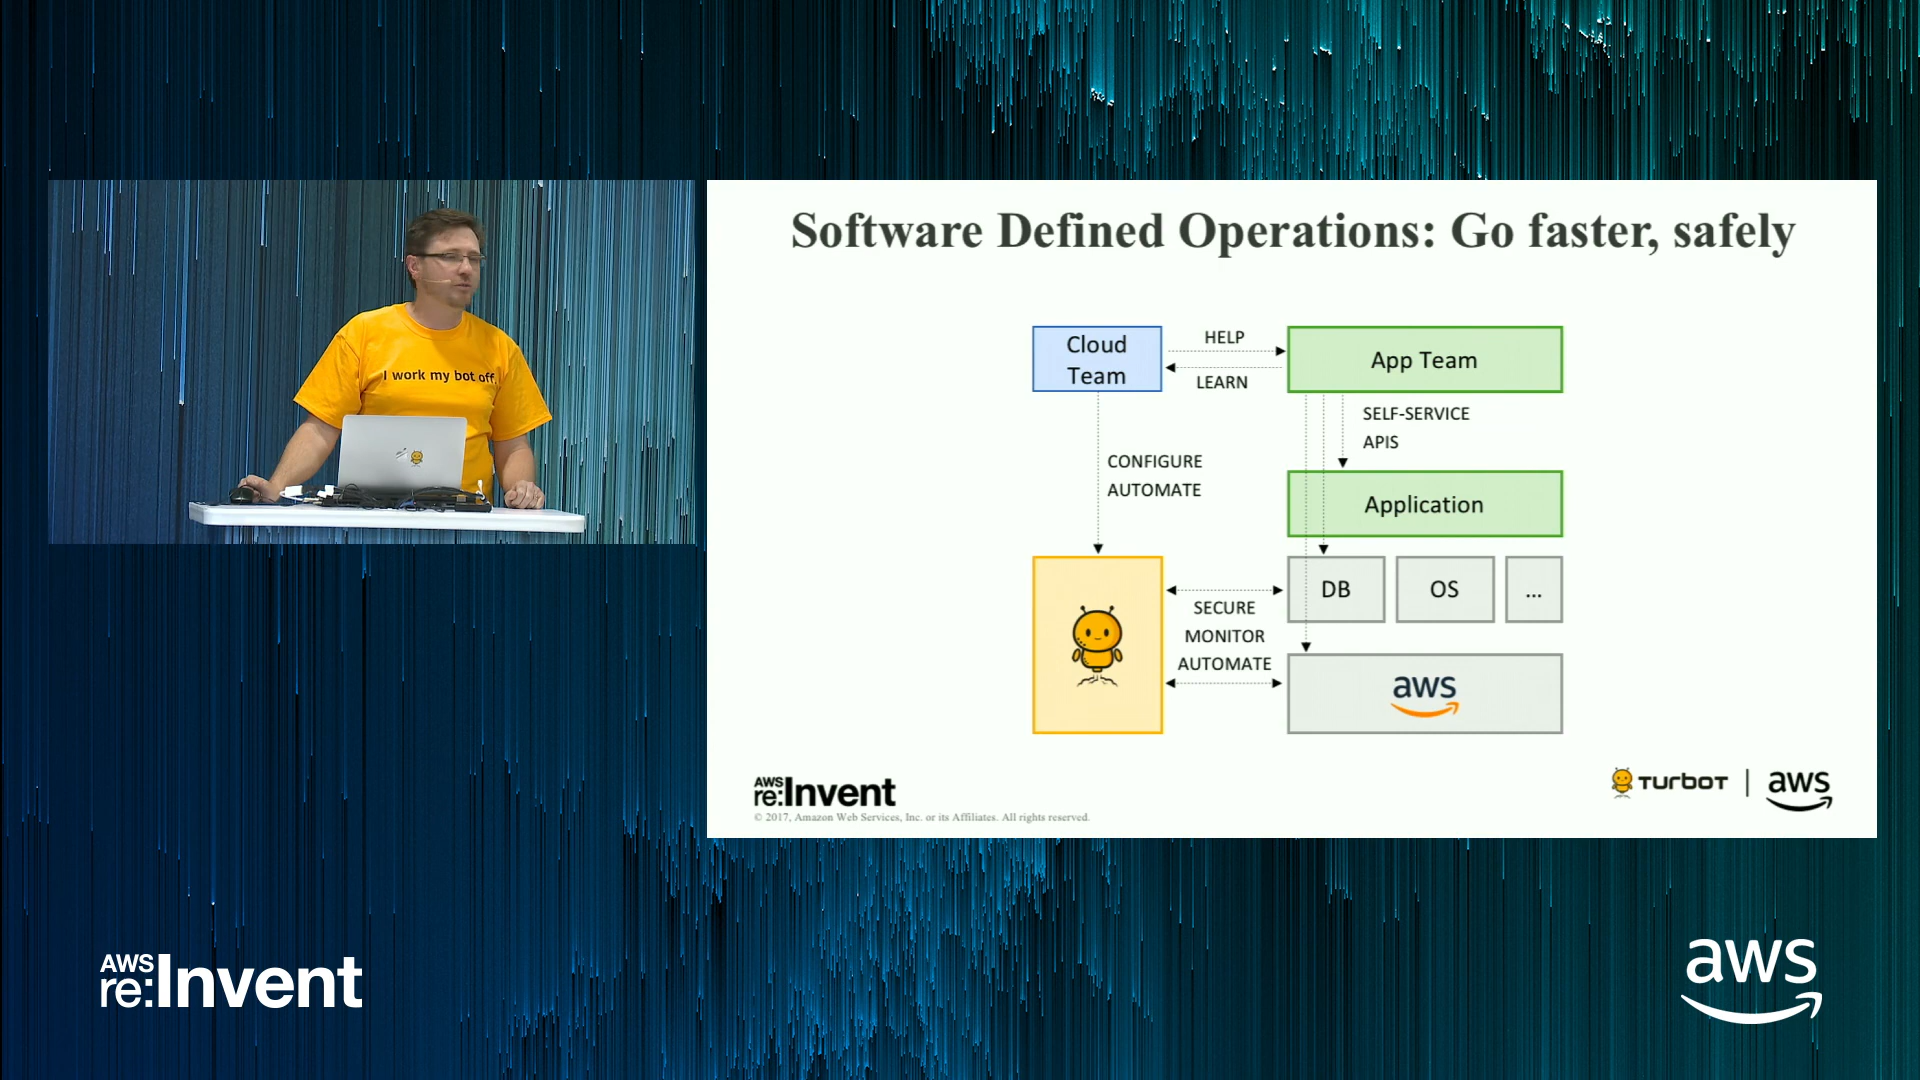 I work my bot off.
Software Defined Operations: Go faster, safely
Cloud
Team
HELP
LEARN
App Team
SELF-SERVICE
APIS
CONFIGURE
AUTOMATE
Application
DB
OS
...
SECURE
MONITOR
AUTOMATE
aws
AWS
re:Invent
© 2017, Amazon Web Services, Inc. or its Affiliates. All rights reserved.
TURBOT | aws
AWS
re:Invent
aws